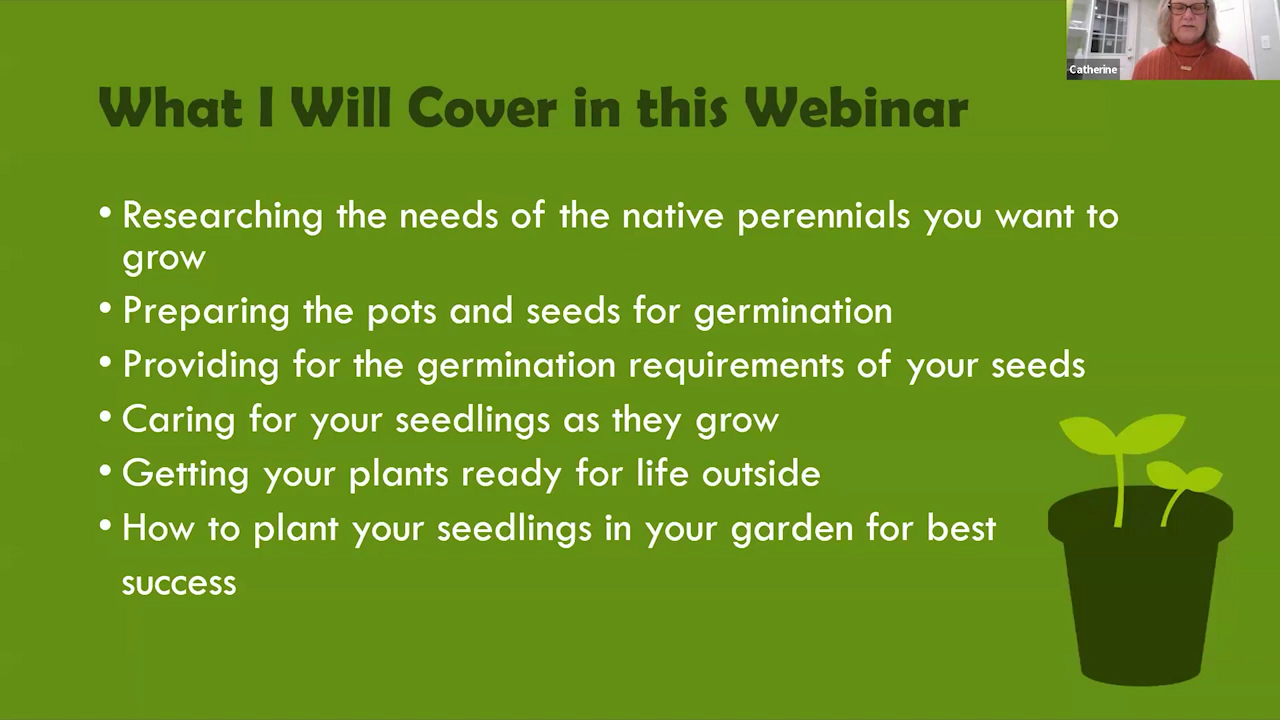 Catherine
What I Will Cover in this Webinar
• Researching the needs of the native perennials you want to
grow
• Preparing the pots and seeds for germination
• Providing for the germination requirements of your seeds
• Caring for your seedlings as they grow
• Getting your plants ready for life outside
• How to plant your seedlings in your garden for best
success